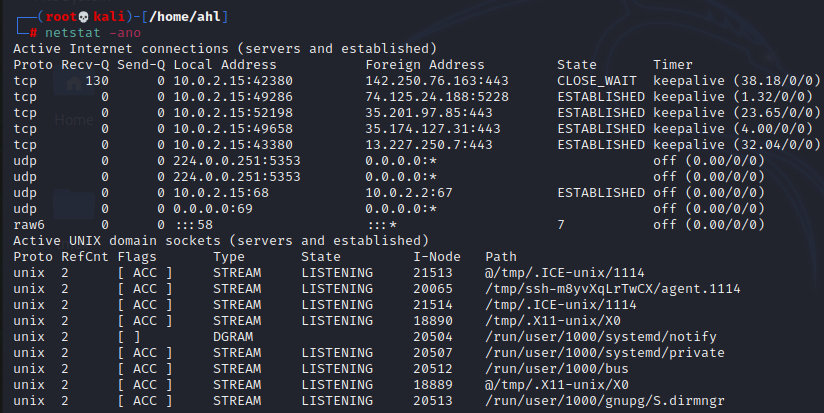 ┌──(root💀kali)-[/home/ahl]
└─# netstat -ano
Active Internet connections (servers and established)
Proto Recv-Q Send-Q Local Address           Foreign Address         State       Timer
tcp      130      0 10.0.2.15:42380         142.250.76.163:443      CLOSE_WAIT  keepalive (38.18/0/0)
tcp        0      0 10.0.2.15:49286         74.125.24.188:5228      ESTABLISHED keepalive (1.32/0/0)
tcp        0      0 10.0.2.15:52198         35.201.97.85:443        ESTABLISHED keepalive (23.65/0/0)
tcp        0      0 10.0.2.15:49658         35.174.127.31:443       ESTABLISHED keepalive (4.00/0/0)
tcp        0      0 10.0.2.15:43380         13.227.250.7:443        ESTABLISHED keepalive (32.04/0/0)
udp        0      0 224.0.0.251:5353        0.0.0.0:*                           off (0.00/0/0)
udp        0      0 224.0.0.251:5353        0.0.0.0:*                           off (0.00/0/0)
udp        0      0 10.0.2.15:68            10.0.2.2:67             ESTABLISHED off (0.00/0/0)
udp        0      0 0.0.0.0:69              0.0.0.0:*                           off (0.00/0/0)
raw6       0      0 :::58                   :::*                    7           off (0.00/0/0)
Active UNIX domain sockets (servers and established)
Proto RefCnt Flags       Type       State         I-Node   Path
unix  2      [ ACC ]     STREAM     LISTENING     21513    @/tmp/.ICE-unix/1114
unix  2      [ ACC ]     STREAM     LISTENING     20065    /tmp/ssh-m8yvXqLrTwCX/agent.1114
unix  2      [ ACC ]     STREAM     LISTENING     21514    /tmp/.ICE-unix/1114
unix  2      [ ACC ]     STREAM     LISTENING     18890    /tmp/.X11-unix/X0
unix  2      [ ]         DGRAM                    20504    /run/user/1000/systemd/notify
unix  2      [ ACC ]     STREAM     LISTENING     20507    /run/user/1000/systemd/private
unix  2      [ ACC ]     STREAM     LISTENING     20512    /run/user/1000/bus
unix  2      [ ACC ]     STREAM     LISTENING     18889    @/tmp/.X11-unix/X0
unix  2      [ ACC ]     STREAM     LISTENING     20513    /run/user/1000/gnupg/S.dirmngr
Home